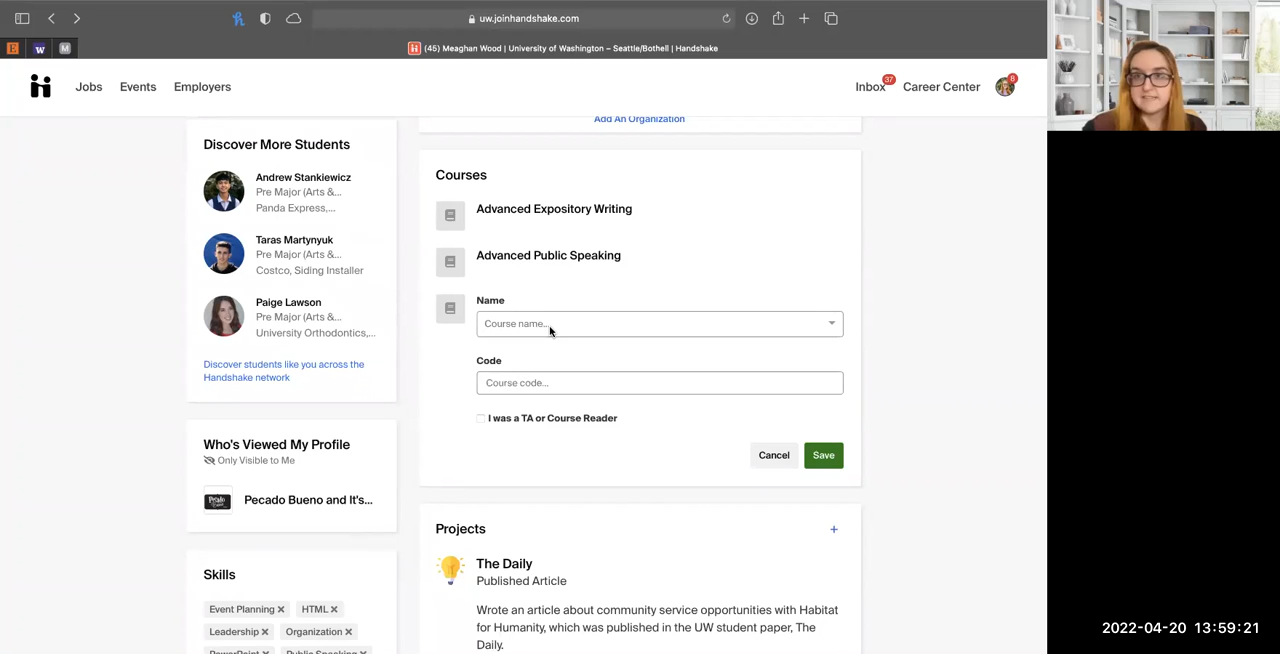 uw.joinhandshake.com
E
W
M
(45) Meaghan Wood | University of Washington – Seattle/Bothell | Handshake
Jobs
Events
Employers
Inbox
37
Career Center
8
Add An Organization
Discover More Students
Andrew Stankiewicz
Pre Major (Arts &...
Panda Express,...
Taras Martynyuk
Pre Major (Arts &...
Costco, Siding Installer
Paige Lawson
Pre Major (Arts &...
University Orthodontics,...
Discover students like you across the
Handshake network
Who's Viewed My Profile
Only Visible to Me
Pecado Bueno and It's...
Skills
Event Planning ×
HTML ×
Leadership ×
Organization ×
PowerPoint ×
Public Speaking ×
Courses
Advanced Expository Writing
Advanced Public Speaking
Name
Course name...
Code
Course code...
I was a TA or Course Reader
Cancel
Save
Projects
+
The Daily
Published Article
Wrote an article about community service opportunities with Habitat
for Humanity, which was published in the UW student paper, The
Daily.
2022-04-20 13:59:21